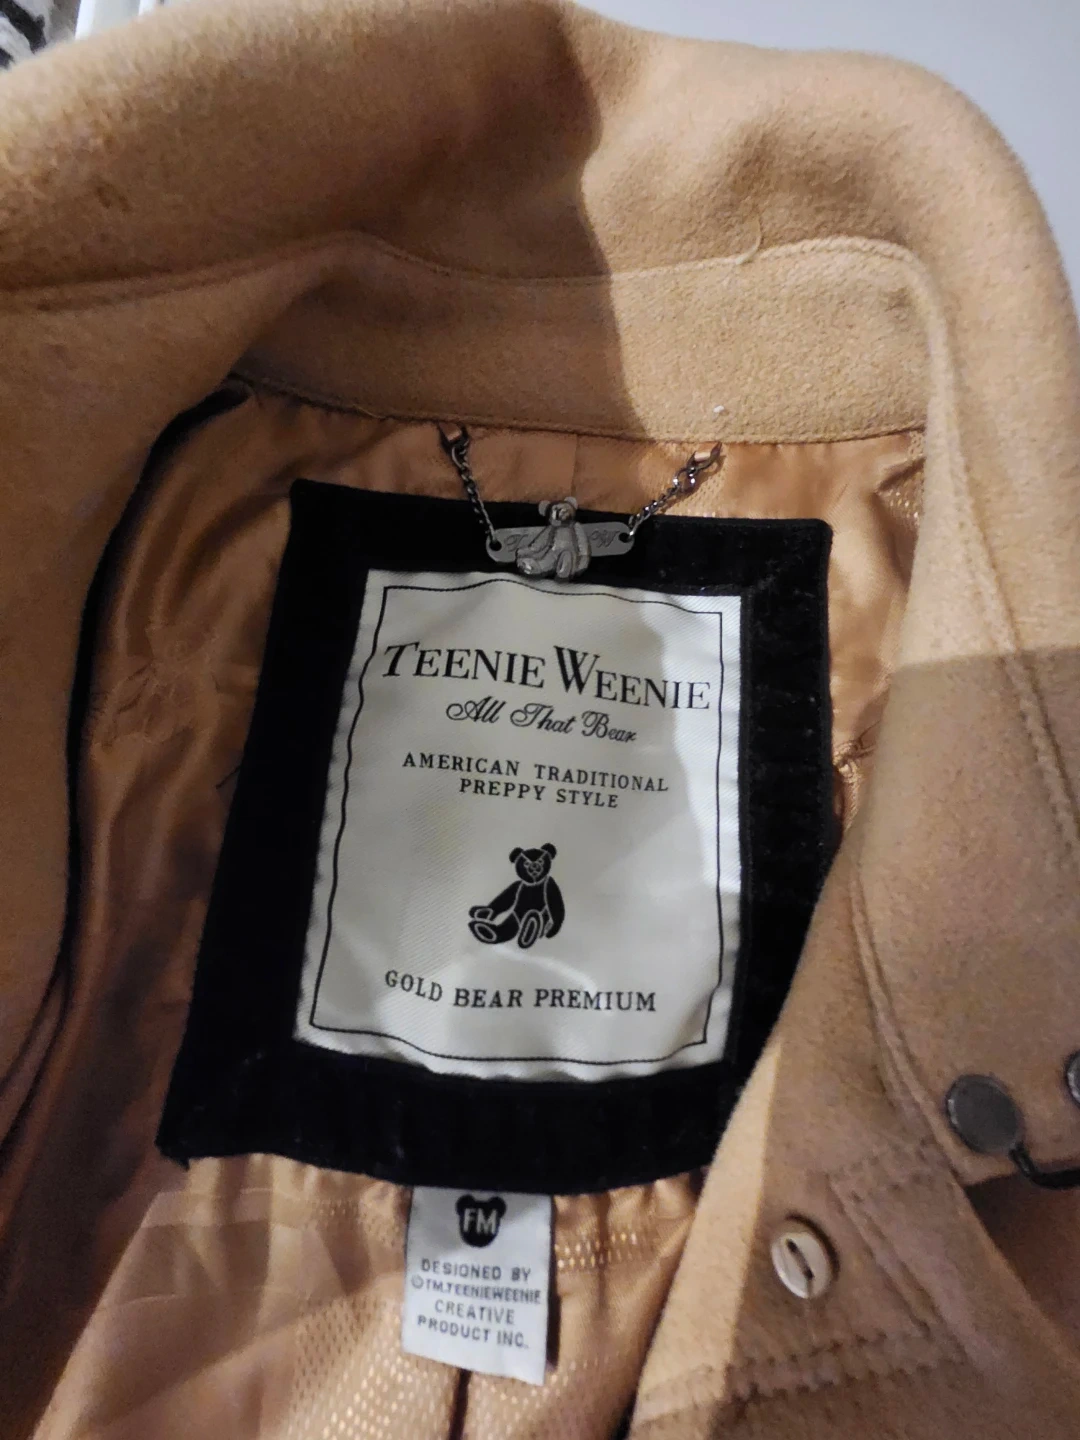 TEENIE WEENIE
All That Bear
AMERICAN TRADITIONAL
PREPPY STYLE
GOLD BEAR PREMIUM
FM
DESIGNED BY
©TM.TEENIEWEENIE
CREATIVE
PRODUCT INC.